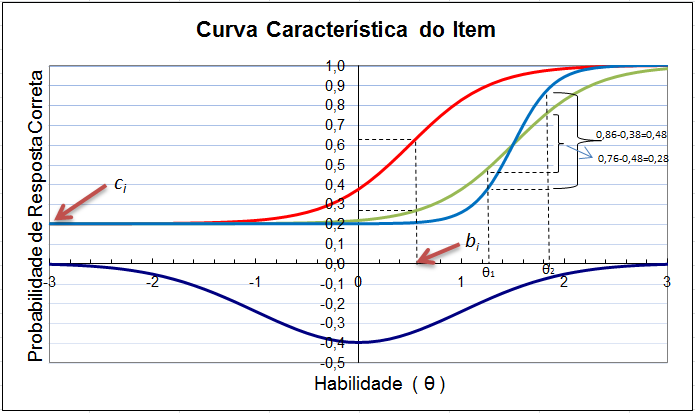 Curva Característica do Item
Probabilidade de Resposta Correta
1,0
0,9
0,8
0,7
0,6
0,5
0,4
0,3
0,2
0,1
0,0
-0,1
-0,2
-0,3
-0,4
-0,5
0,86-0,38=0,48
0,76-0,48=0,28
ci
bi
θ1 θ2
-3 -2 -1 0 1 2 3
Habilidade ( θ )